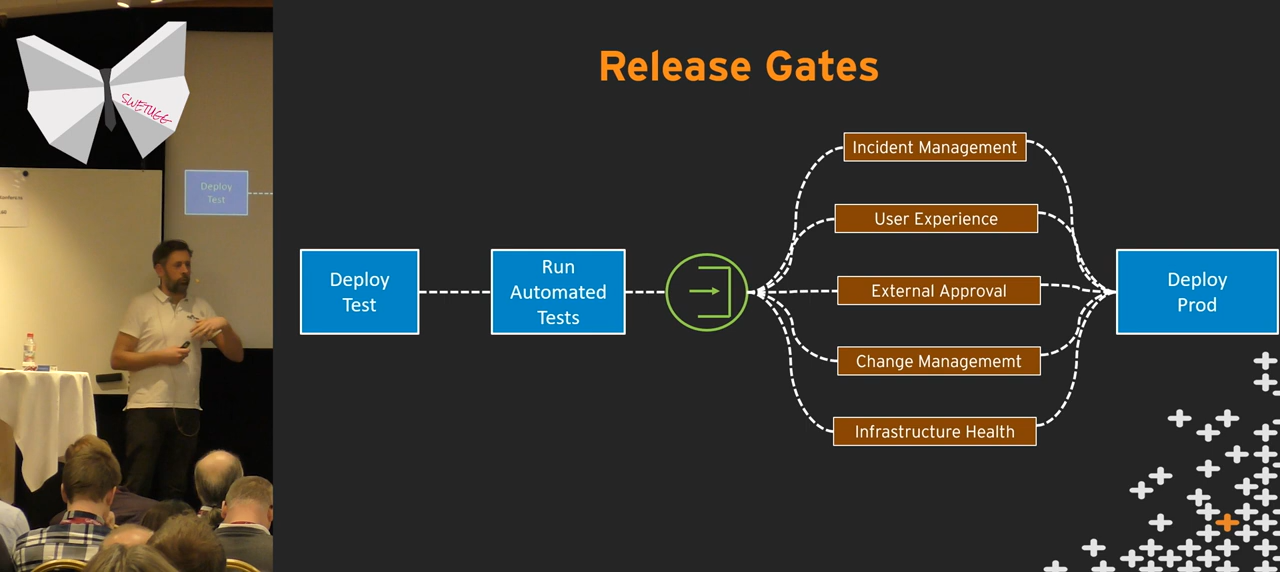 SWETUGG
Deploy
Test
Release Gates
Deploy
Test
Run
Automated
Tests
Incident Management
User Experience
External Approval
Change Managememt
Infrastructure Health
Deploy
Prod